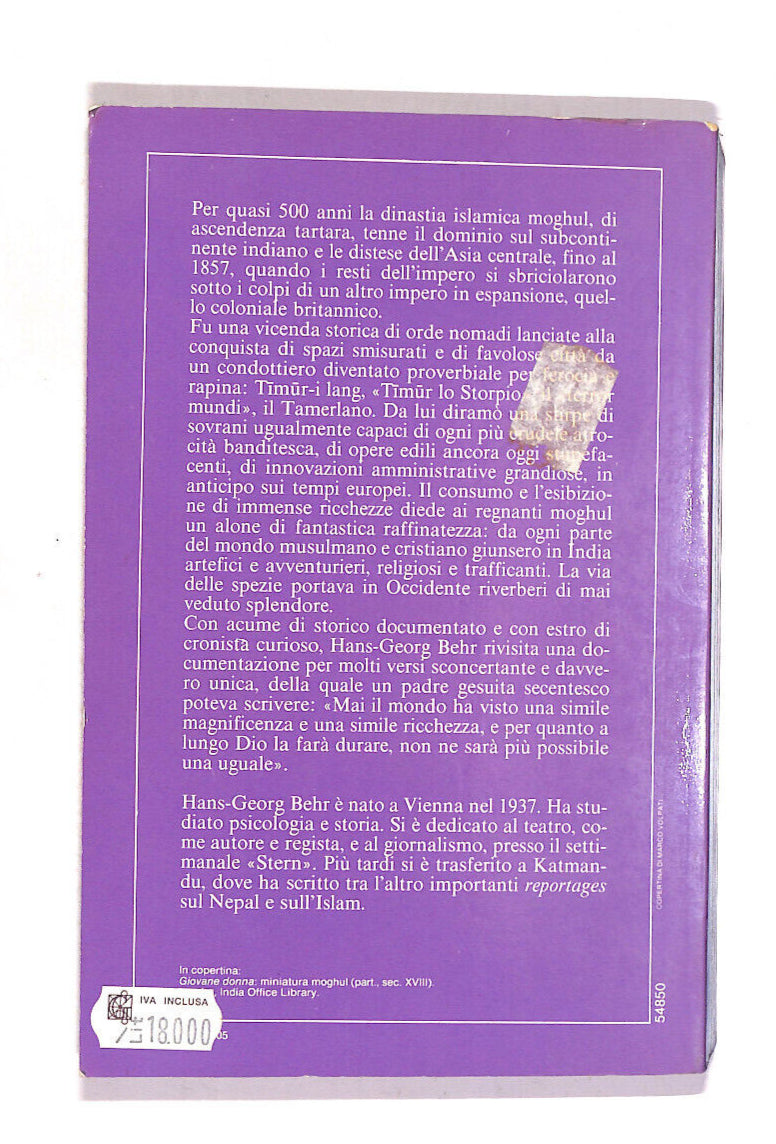 Per quasi 500 anni la dinastia islamica moghul, di
ascendenza tartara, tenne il dominio sul subconti-
nente indiano e le distese dell'Asia centrale, fino al
1857, quando i resti dell'impero si sbriciolarono
sotto i colpi di un altro impero in espansione, quel-
lo coloniale britannico.
Fu una vicenda storica di orde nomadi lanciate alla
conquista di spazi smisurati e di favolose città da
un condottiero diventato proverbiale per ferocia e
rapina: Tīmūr-i lang, «Tīmūr lo Storpio», il «terror
mundi», il Tamerlano. Da lui diramò una stirpe di
sovrani ugualmente capaci di ogni più crudele atro-
cità banditesca, di opere edili ancora oggi stupefa-
centi, di innovazioni amministrative grandiose, in
anticipo sui tempi europei. Il consumo e l'esibizio-
ne di immense ricchezze diede ai regnanti moghul
un alone di fantastica raffinatezza: da ogni parte
del mondo musulmano e cristiano giunsero in India
artefici e avventurieri, religiosi e trafficanti. La via
delle spezie portava in Occidente riverberi di mai
veduto splendore.
Con acume di storico documentato e con estro di
cronista curioso, Hans-Georg Behr rivisita una do-
cumentazione per molti versi sconcertante e davve-
ro unica, della quale un padre gesuita secentesco
poteva scrivere: «Mai il mondo ha visto una simile
magnificenza e una simile ricchezza, e per quanto a
lungo Dio la farà durare, non ne sarà più possibile
una uguale».
Hans-Georg Behr è nato a Vienna nel 1937. Ha stu-
diato psicologia e storia. Si è dedicato al teatro, co-
me autore e regista, e al giornalismo, presso il setti-
manale «Stern». Più tardi si è trasferito a Katman-
du, dove ha scritto tra l'altro importanti reportages
sul Nepal e sull'Islam.
In copertina:
Giovane donna: miniatura moghul (part., sec. XVIII).
India Office Library.
COPERTINA DI MARCO VOLPATI
54850
IVA INCLUSA
18.000
05